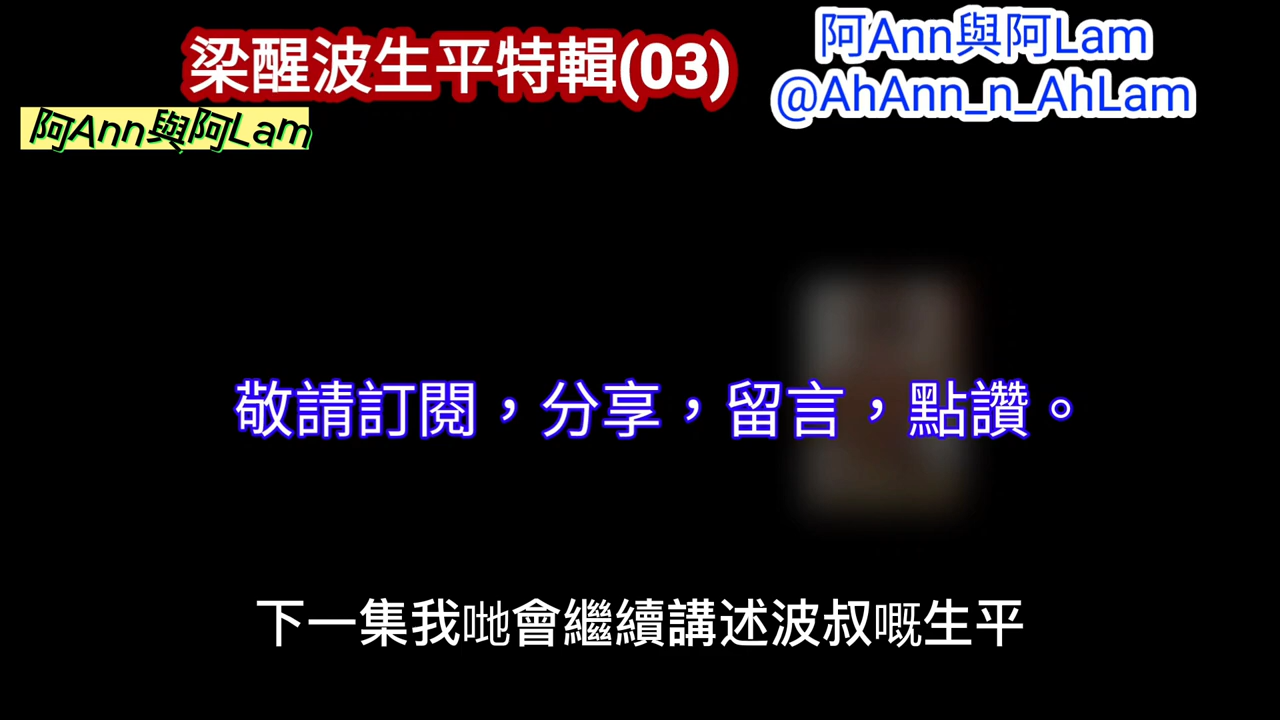 梁醒波生平特輯(03)
阿Ann與阿Lam
@AhAnn_n_AhLam
阿Ann與阿Lam
敬請訂閱，分享，留言，點讚。
下一集我哋會繼續講述波叔嘅生平